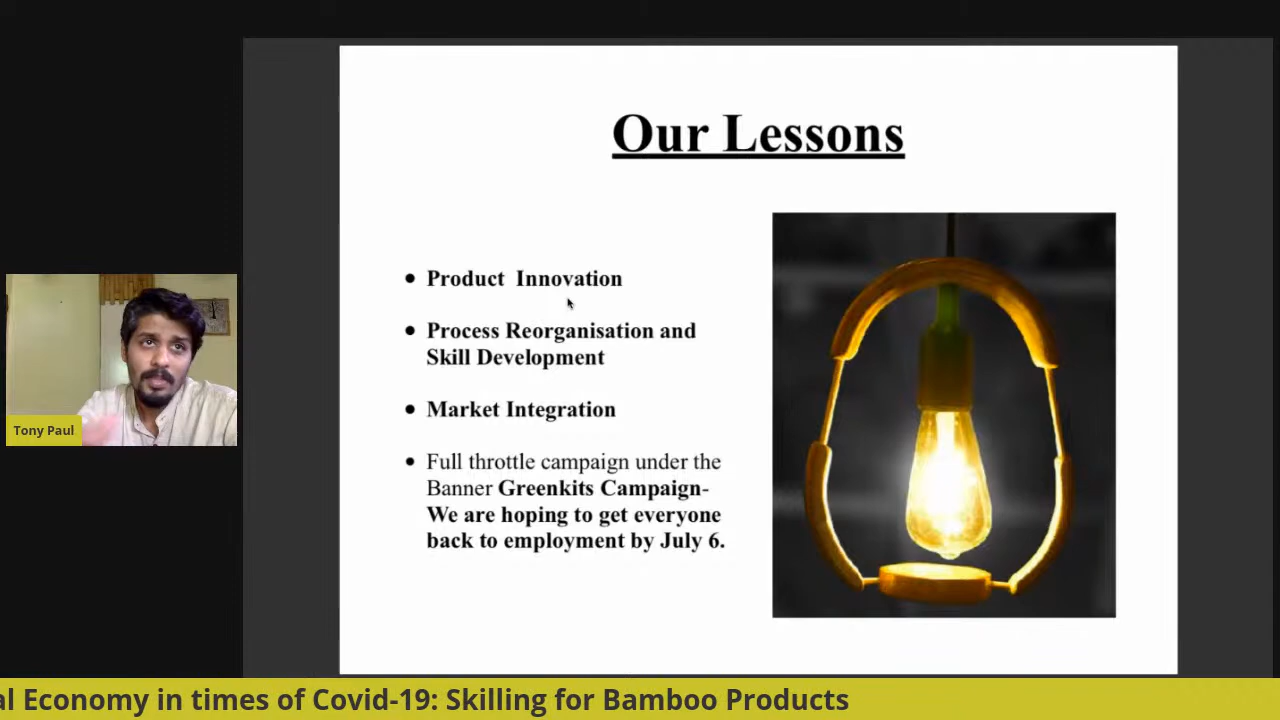 Our Lessons
Product Innovation
Process Reorganisation and
Skill Development
Market Integration
Full throttle campaign under the
Banner Greenkits Campaign-
We are hoping to get everyone
back to employment by July 6.
Tony Paul
al Economy in times of Covid-19: Skilling for Bamboo Products